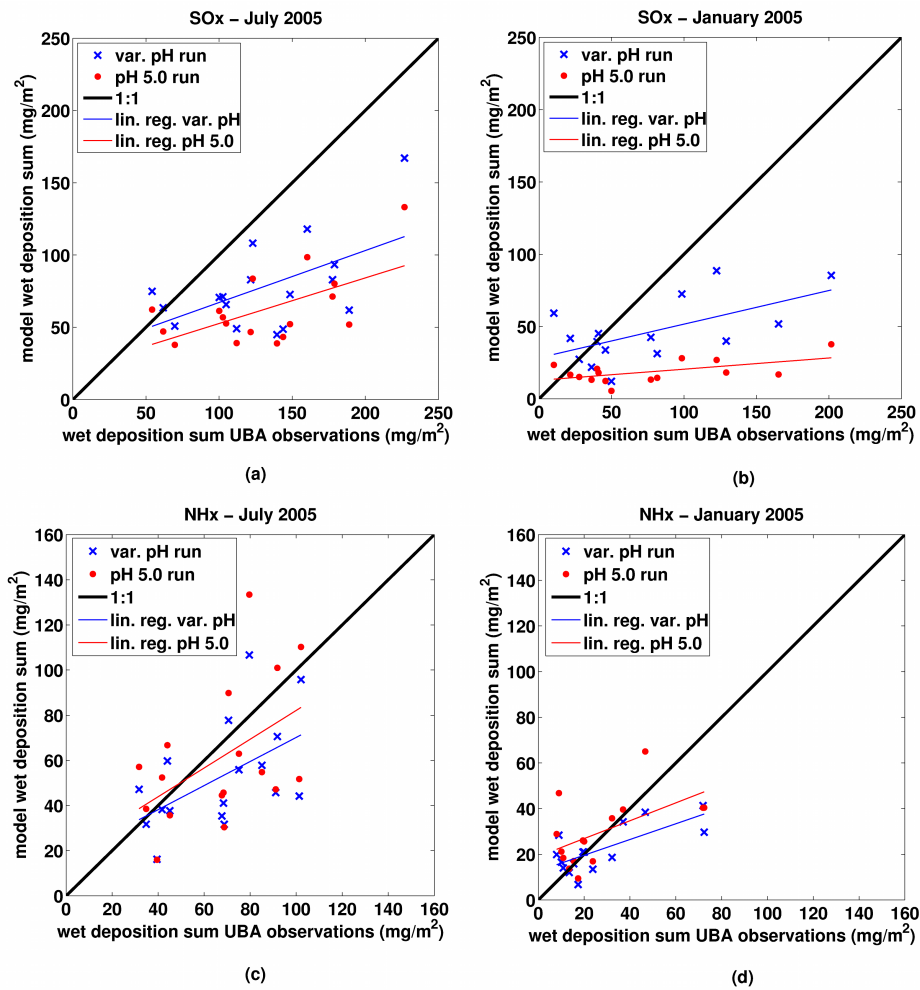 SOx – July 2005
250
200
150
100
50
0
model wet deposition sum (mg/m²)
var. pH run
pH 5.0 run
1:1
lin. reg. var. pH
lin. reg. pH 5.0
0 50 100 150 200 250
wet deposition sum UBA observations (mg/m²)
(a)
SOx – January 2005
250
200
150
100
50
0
model wet deposition sum (mg/m²)
var. pH run
pH 5.0 run
1:1
lin. reg. var. pH
lin. reg. pH 5.0
0 50 100 150 200 250
wet deposition sum UBA observations (mg/m²)
(b)
NHx – July 2005
160
140
120
100
80
60
40
20
0
model wet deposition sum (mg/m²)
var. pH run
pH 5.0 run
1:1
lin. reg. var. pH
lin. reg. pH 5.0
0 20 40 60 80 100 120 140 160
wet deposition sum UBA observations (mg/m²)
(c)
NHx – January 2005
160
140
120
100
80
60
40
20
0
model wet deposition sum (mg/m²)
var. pH run
pH 5.0 run
1:1
lin. reg. var. pH
lin. reg. pH 5.0
0 20 40 60 80 100 120 140 160
wet deposition sum UBA observations (mg/m²)
(d)